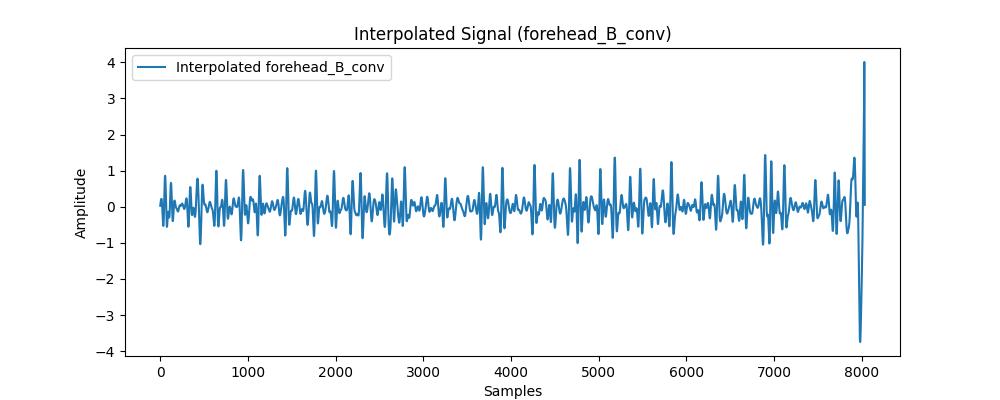 Interpolated Signal (forehead_B_conv)
Interpolated forehead_B_conv
4
3
2
1
0
−1
−2
−3
−4
Amplitude
0 1000 2000 3000 4000 5000 6000 7000 8000
Samples